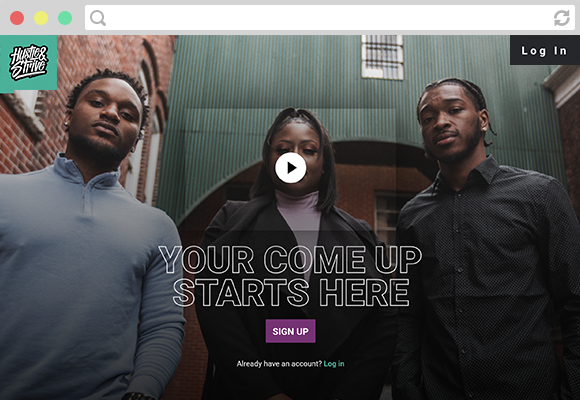 Hustle&
Strive
Log In
YOUR COME UP
STARTS HERE
SIGN UP
Already have an account? Log in